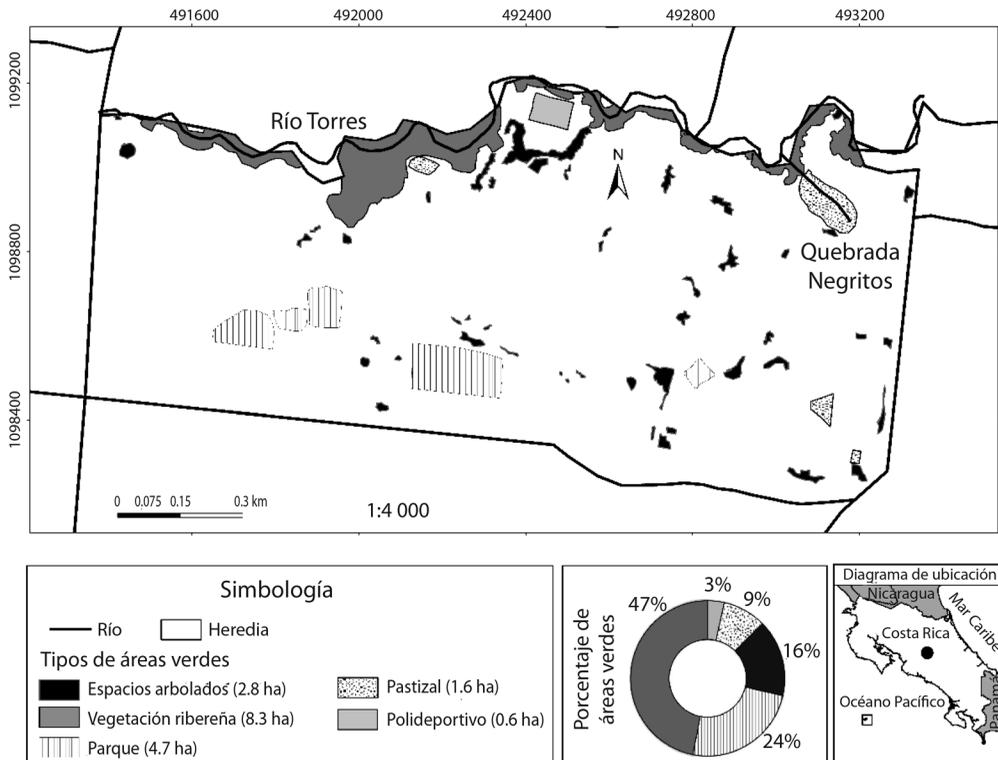 491600 492000 492400 492800 493200
1099200
1098800
1098400
Río Torres
N
Quebrada
Negritos
0 0,075 0.15 0.3 km
1:4 000
Simbología
Río
Heredia
Tipos de áreas verdes
Espacios arbolados (2.8 ha)
Vegetación ribereña (8.3 ha)
Parque (4.7 ha)
Pastizal (1.6 ha)
Polideportivo (0.6 ha)
Porcentaje de
áreas verdes
47%
3%
9%
16%
24%
Diagrama de ubicación
Nicaragua
Mar Caribe
Costa Rica
Océano Pacífico
Panamá